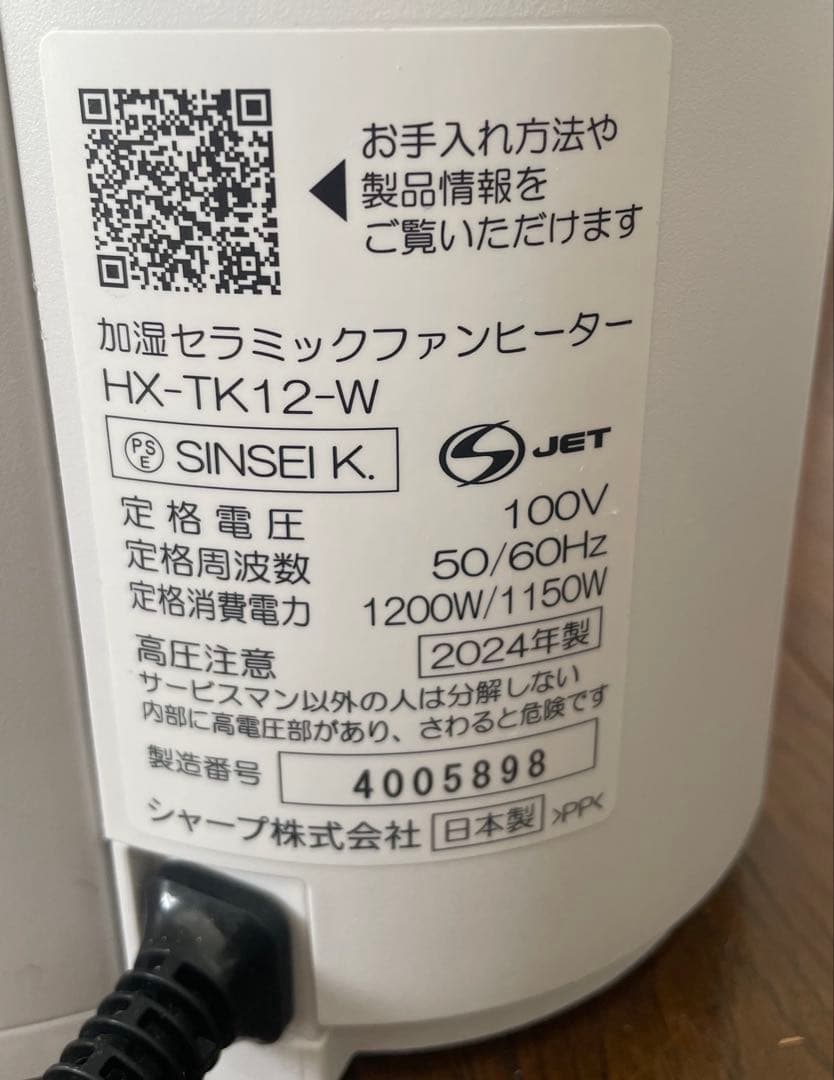 お手入れ方法や
製品情報を
ご覧いただけます
加湿セラミックファンヒーター
HX-TK12-W
PS
E
SINSEI K.
JET
定格電圧 100V
定格周波数 50/60Hz
定格消費電力 1200W/1150W
高圧注意 2024年製
サービスマン以外の人は分解しない
内部に高電圧部があり、さわると危険です
製造番号 4005898
シャープ株式会社 日本製 >PP<